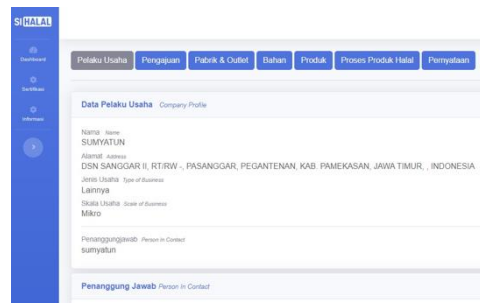 SI HALAL
Dashboard
Sertifikasi
Informasi
Pelaku Usaha Pengajuan Pabrik & Outlet Bahan Produk Proses Produk Halal Pernyataan
Data Pelaku Usaha Company Profile
Nama Name
SUMYATUN
Alamat Address
DSN SANGGAR II, RT/RW -, PASANGGAR, PEGANTENAN, KAB. PAMEKASAN, JAWA TIMUR, , INDONESIA
Jenis Usaha Type of Business
Lainnya
Skala Usaha Scale of Business
Mikro
Penanggungjawab Person in Contact
sumyatun
Penanggung Jawab Person in Contact